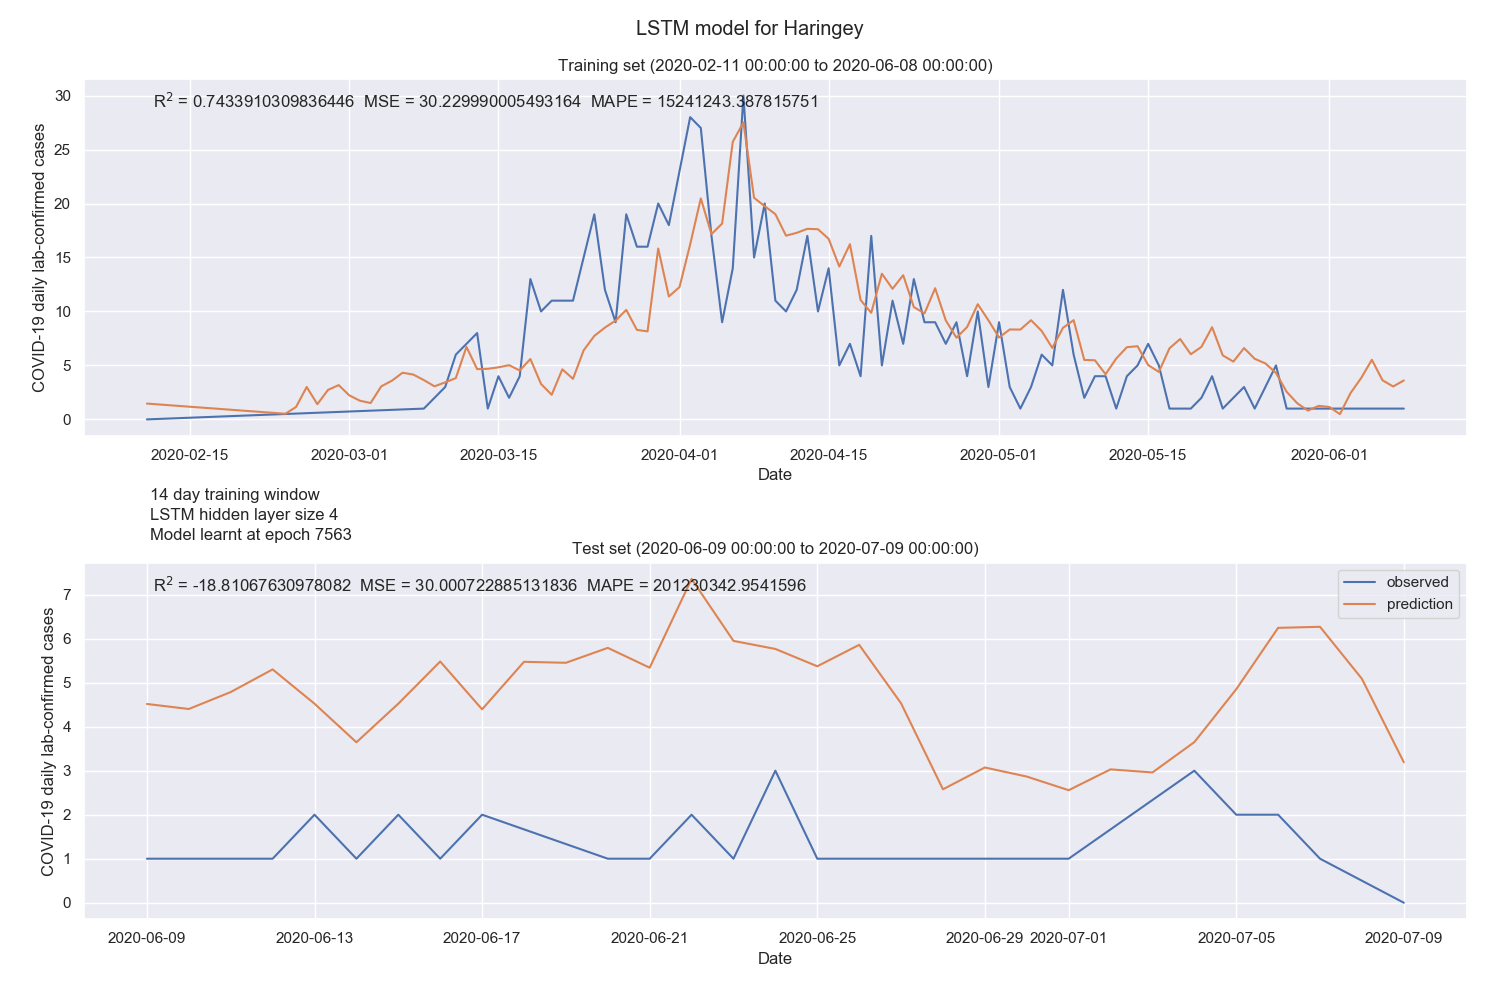 LSTM model for Haringey
Training set (2020-02-11 00:00:00 to 2020-06-08 00:00:00)
R² = 0.7433910309836446  MSE = 30.229990005493164  MAPE = 15241243.387815751
COVID-19 daily lab-confirmed cases
30
25
20
15
10
5
0
2020-02-15 2020-03-01 2020-03-15 2020-04-01 2020-04-15 2020-05-01 2020-05-15 2020-06-01
Date
14 day training window
LSTM hidden layer size 4
Model learnt at epoch 7563
Test set (2020-06-09 00:00:00 to 2020-07-09 00:00:00)
R² = -18.81067630978082  MSE = 30.000722885131836  MAPE = 201230342.9541596
observed
prediction
COVID-19 daily lab-confirmed cases
7
6
5
4
3
2
1
0
2020-06-09 2020-06-13 2020-06-17 2020-06-21 2020-06-25 2020-06-29 2020-07-01 2020-07-05 2020-07-09
Date